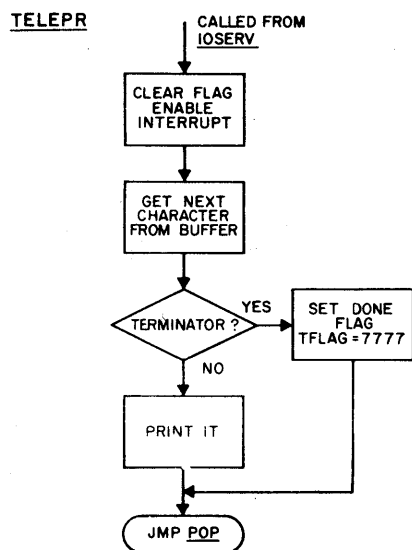 TELEPR
CALLED FROM
IOSERV
CLEAR FLAG
ENABLE
INTERRUPT
GET NEXT
CHARACTER
FROM BUFFER
TERMINATOR?
YES
SET DONE
FLAG
TFLAG=7777
NO
PRINT IT
JMP POP